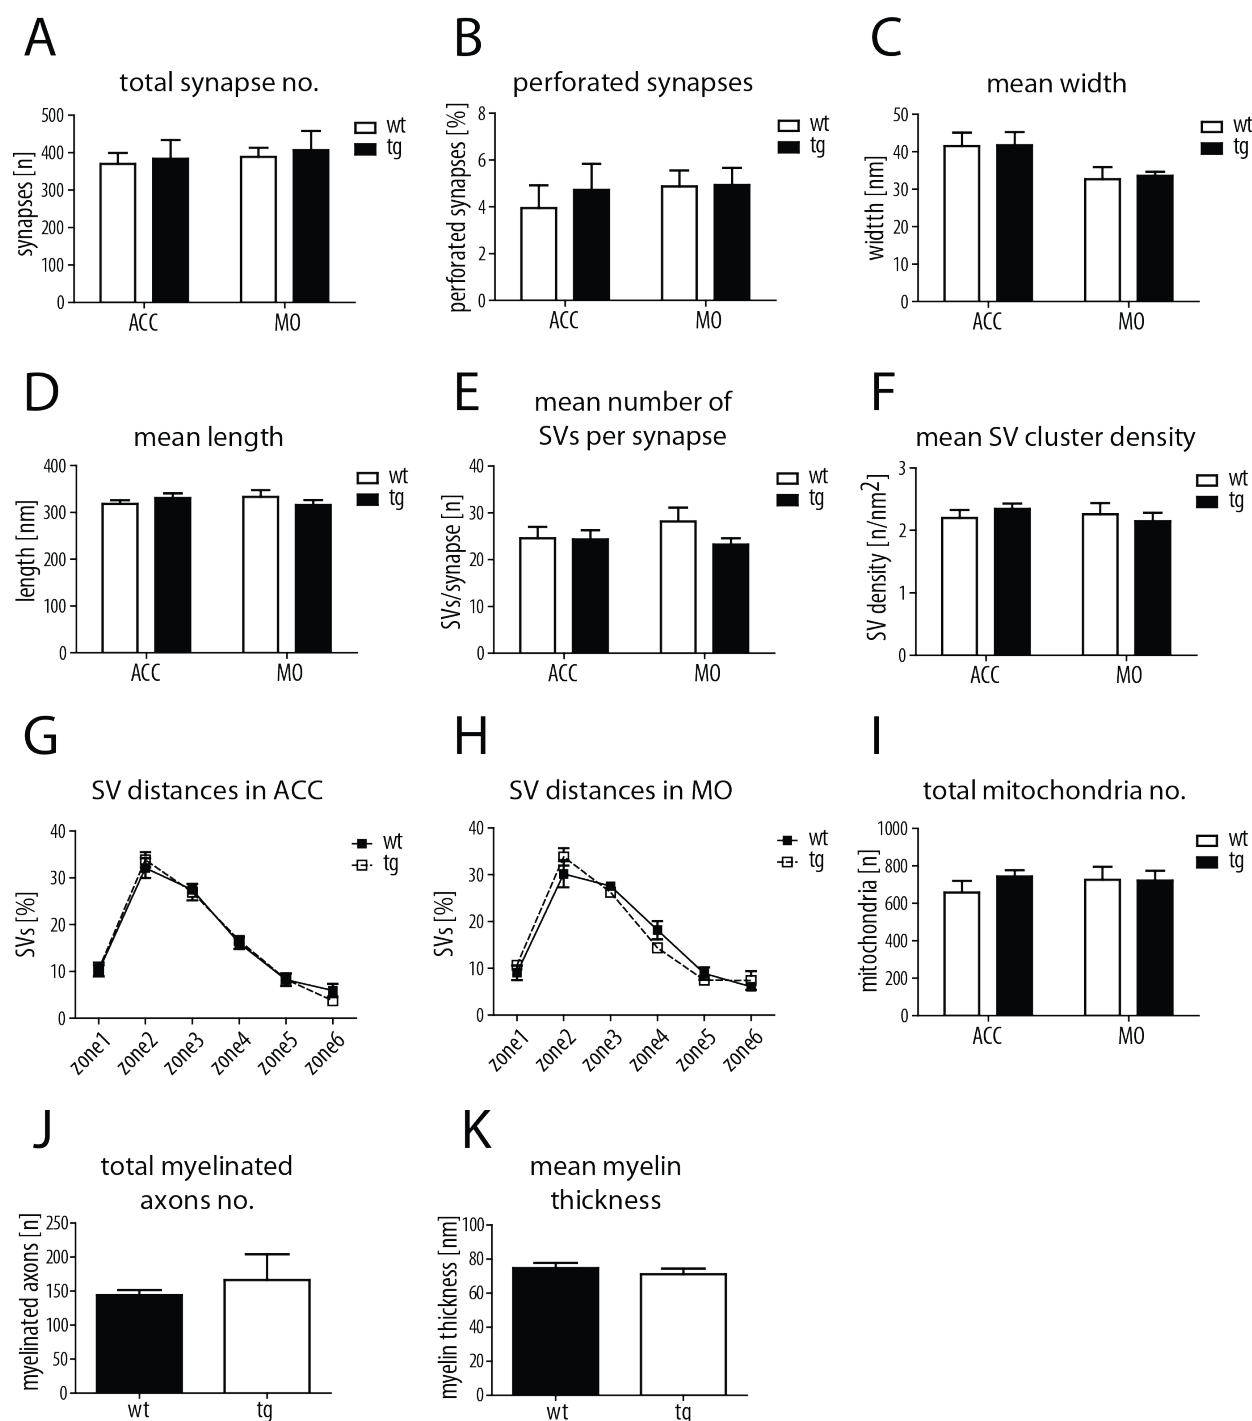 A
total synapse no.
synapses [n]
500
400
300
200
100
0
ACC
MO
wt
tg
B
perforated synapses
perforated synapses [%]
8
6
4
2
0
ACC
MO
wt
tg
C
mean width
widtth [nm]
50
40
30
20
10
0
ACC
MO
wt
tg
D
mean length
length [nm]
400
300
200
100
0
ACC
MO
wt
tg
E
mean number of
SVs per synapse
SVs/synapse [n]
40
30
20
10
0
ACC
MO
wt
tg
F
mean SV cluster density
SV density [n/nm2]
3
2
1
0
ACC
MO
wt
tg
G
SV distances in ACC
SVs [%]
40
30
20
10
0
zone1
zone2
zone3
zone4
zone5
zone6
wt
tg
H
SV distances in MO
SVs [%]
40
30
20
10
0
zone1
zone2
zone3
zone4
zone5
zone6
wt
tg
I
total mitochondria no.
mitochondria [n]
1000
800
600
400
200
0
ACC
MO
wt
tg
J
total myelinated
axons no.
myelinated axons [n]
250
200
150
100
50
0
wt
tg
K
mean myelin
thickness
myelin thickness [nm]
100
80
60
40
20
0
wt
tg